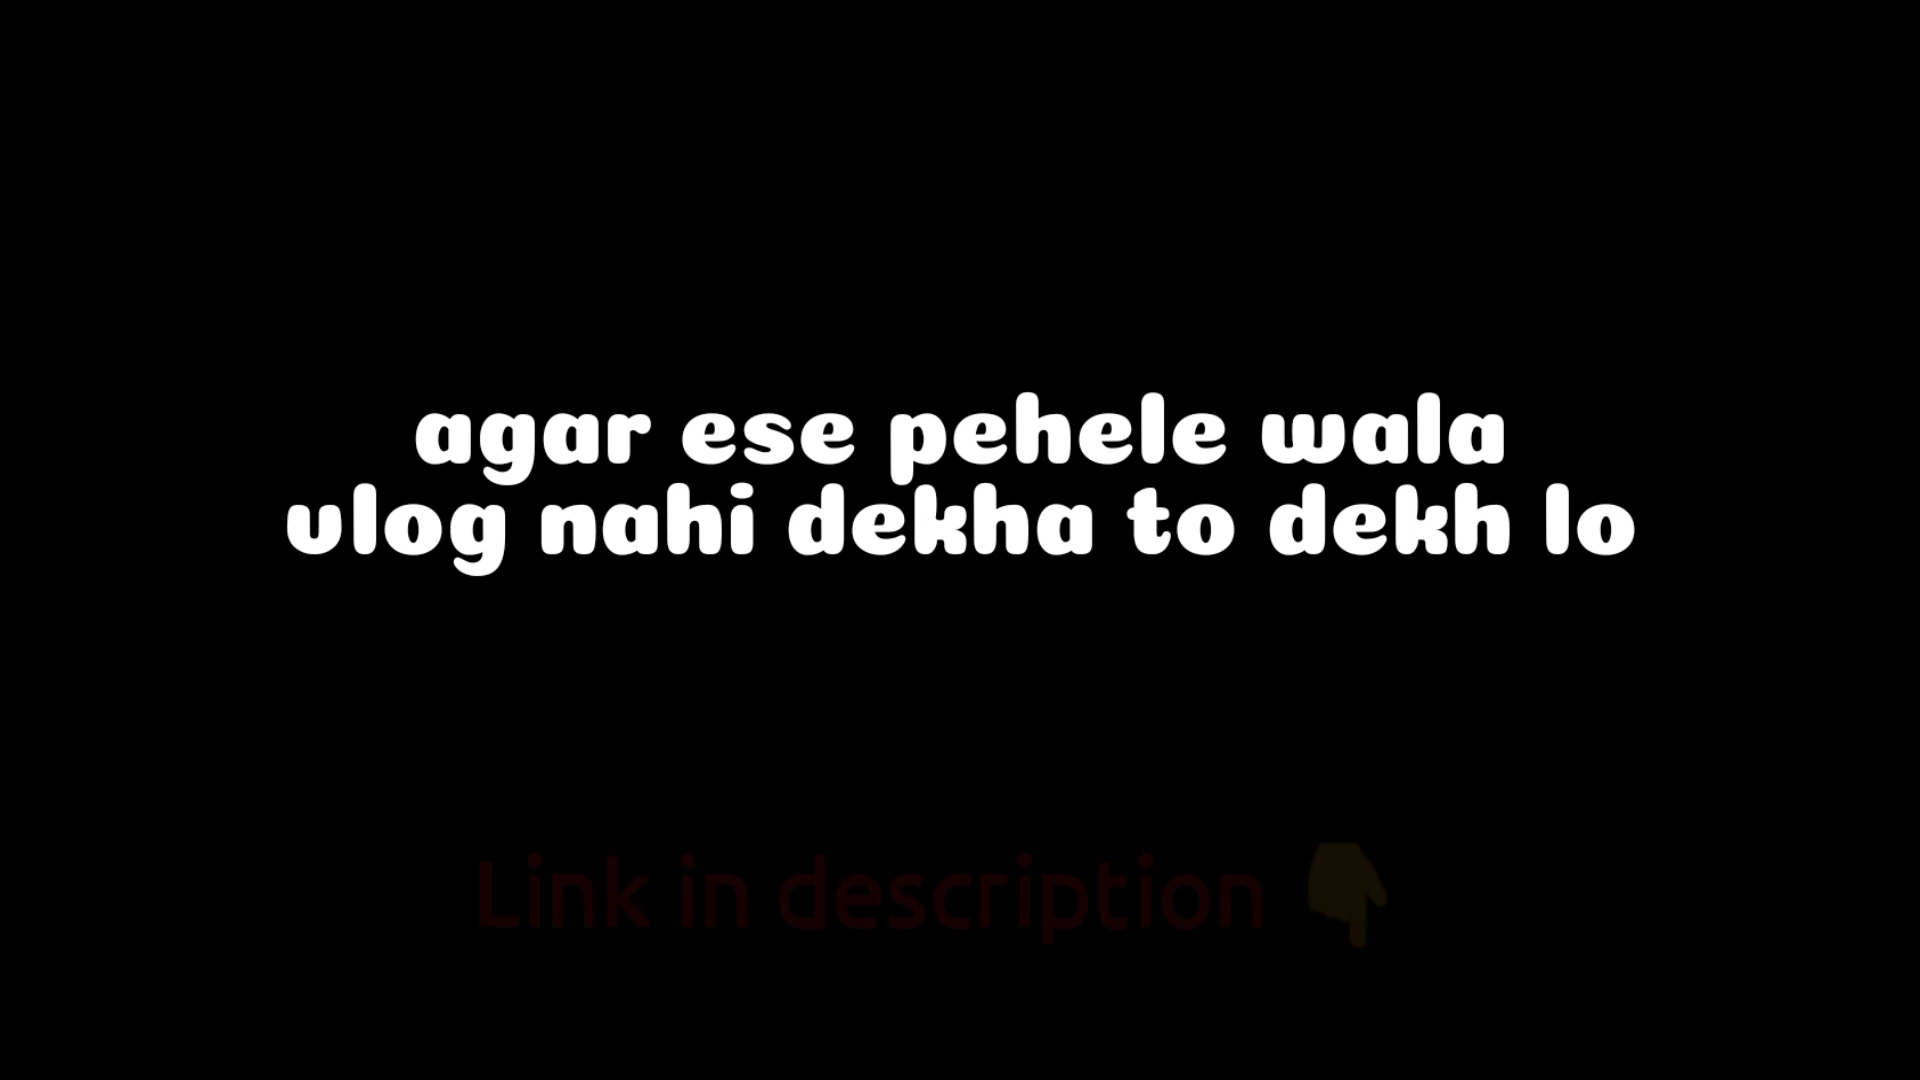 agar ese pehele wala
vlog nahi dekha to dekh lo
Link in description 👇